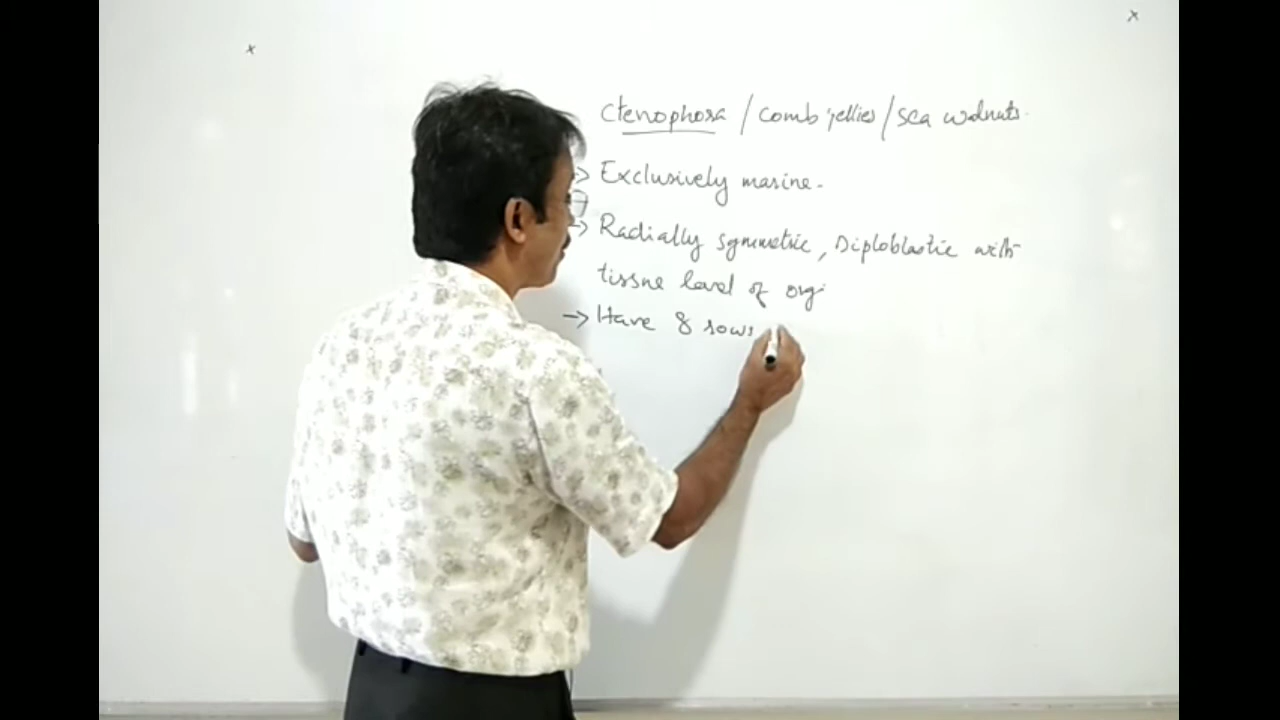 Ctenophora / Comb jellies / Sea walnuts.
→ Exclusively marine.
→ Radially symmetric, Diploblastic with
tissue level of org.
→ Have 8 rows